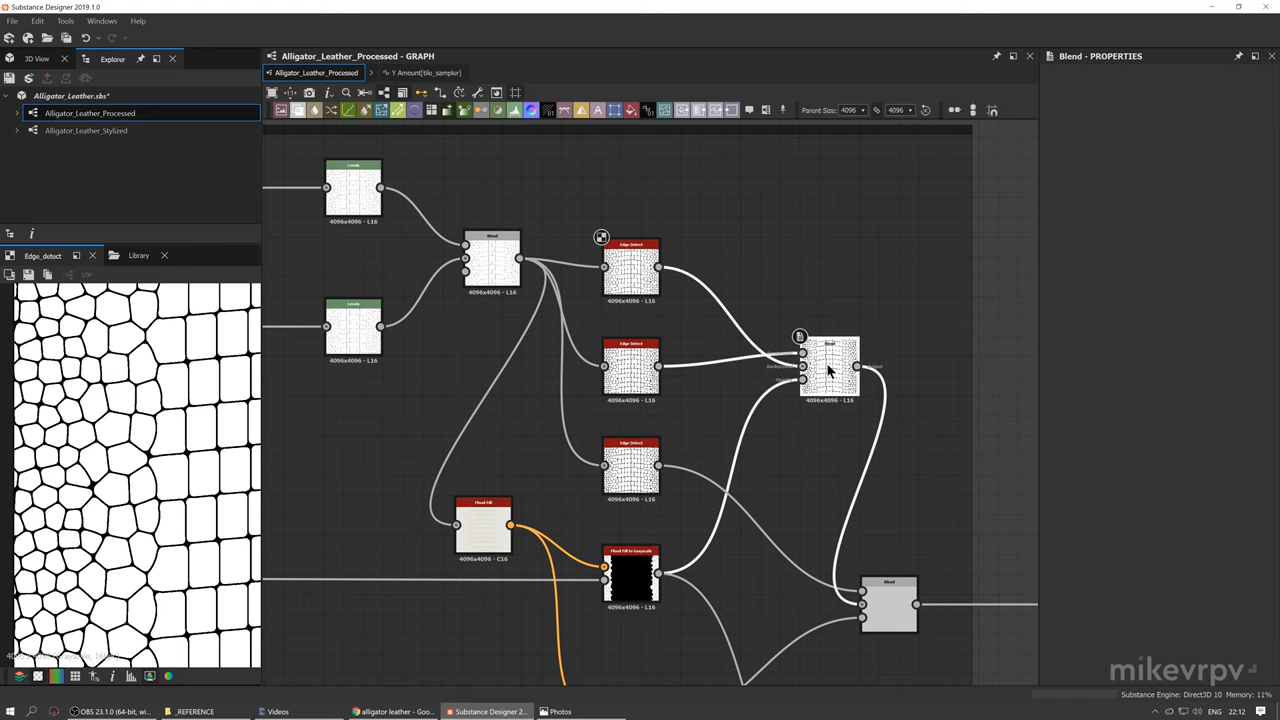 Substance Designer 2019.1.0
File Edit Tools Windows Help
3D View Explorer
Alligator_Leather_Processed - GRAPH
Blend - PROPERTIES
Alligator_Leather_Processed Y Amount[tile_sampler]
Parent Size: 4096 4096
Alligator_Leather.sbs*
Alligator_Leather_Processed
Alligator_Leather_Stylized
Edge_detect Library
Levels
4096x4096 - L16
Blend
4096x4096 - L16
Edge Detect
4096x4096 - L16
Levels
4096x4096 - L16
Edge Detect
4096x4096 - L16
Blend
4096x4096 - L16
Edge Detect
4096x4096 - L16
Flood Fill
4096x4096 - C16
Flood Fill to Grayscale
4096x4096 - L16
Blend
mikevrpv
Substance Engine: Direct3D 10 Memory: 11%
OBS 23.1.0 (64-bit, wi... _REFERENCE Videos alligator leather - Goo... Substance Designer 2... Photos
ENG 22:12